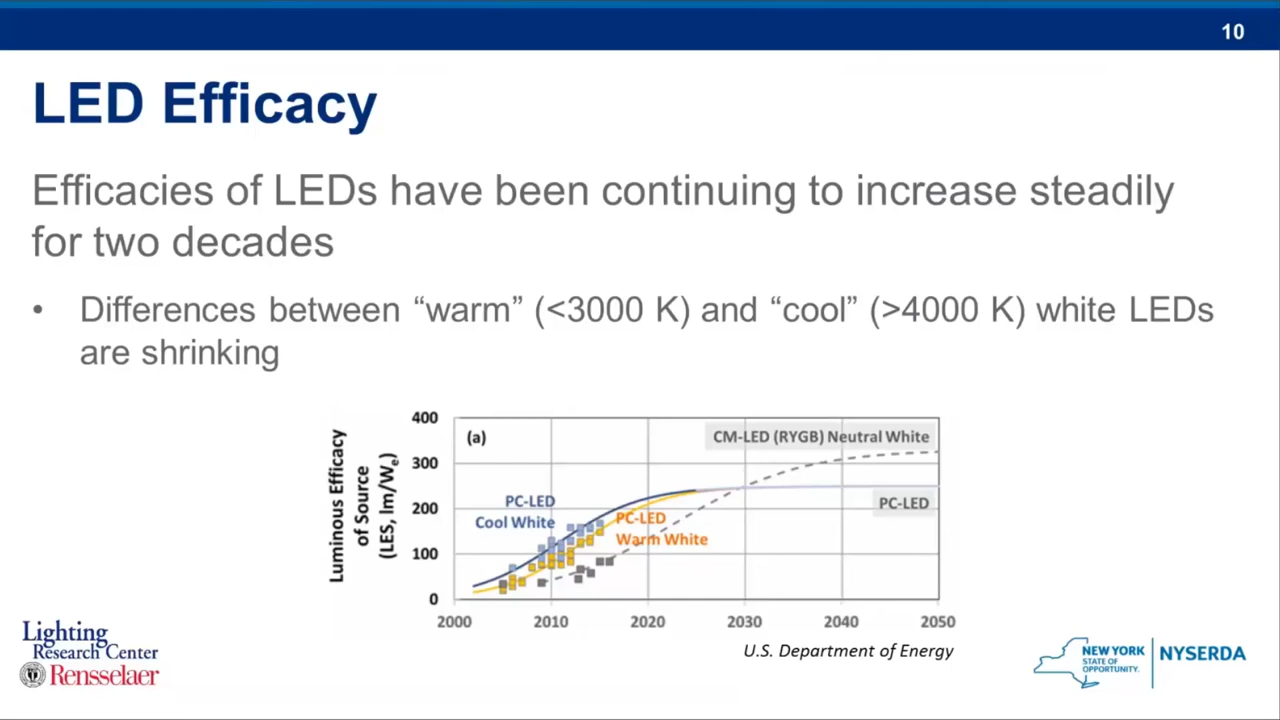 10
LED Efficacy
Efficacies of LEDs have been continuing to increase steadily
for two decades
• Differences between “warm” (<3000 K) and “cool” (>4000 K) white LEDs
are shrinking
Luminous Efficacy
of Source
(LES, lm/We)
400
300
200
100
0
(a)
CM-LED (RYGB) Neutral White
PC-LED
Cool White
PC-LED
Warm White
PC-LED
2000 2010 2020 2030 2040 2050
U.S. Department of Energy
Lighting
Research Center
Rensselaer
NEW YORK
STATE OF
OPPORTUNITY.
NYSERDA